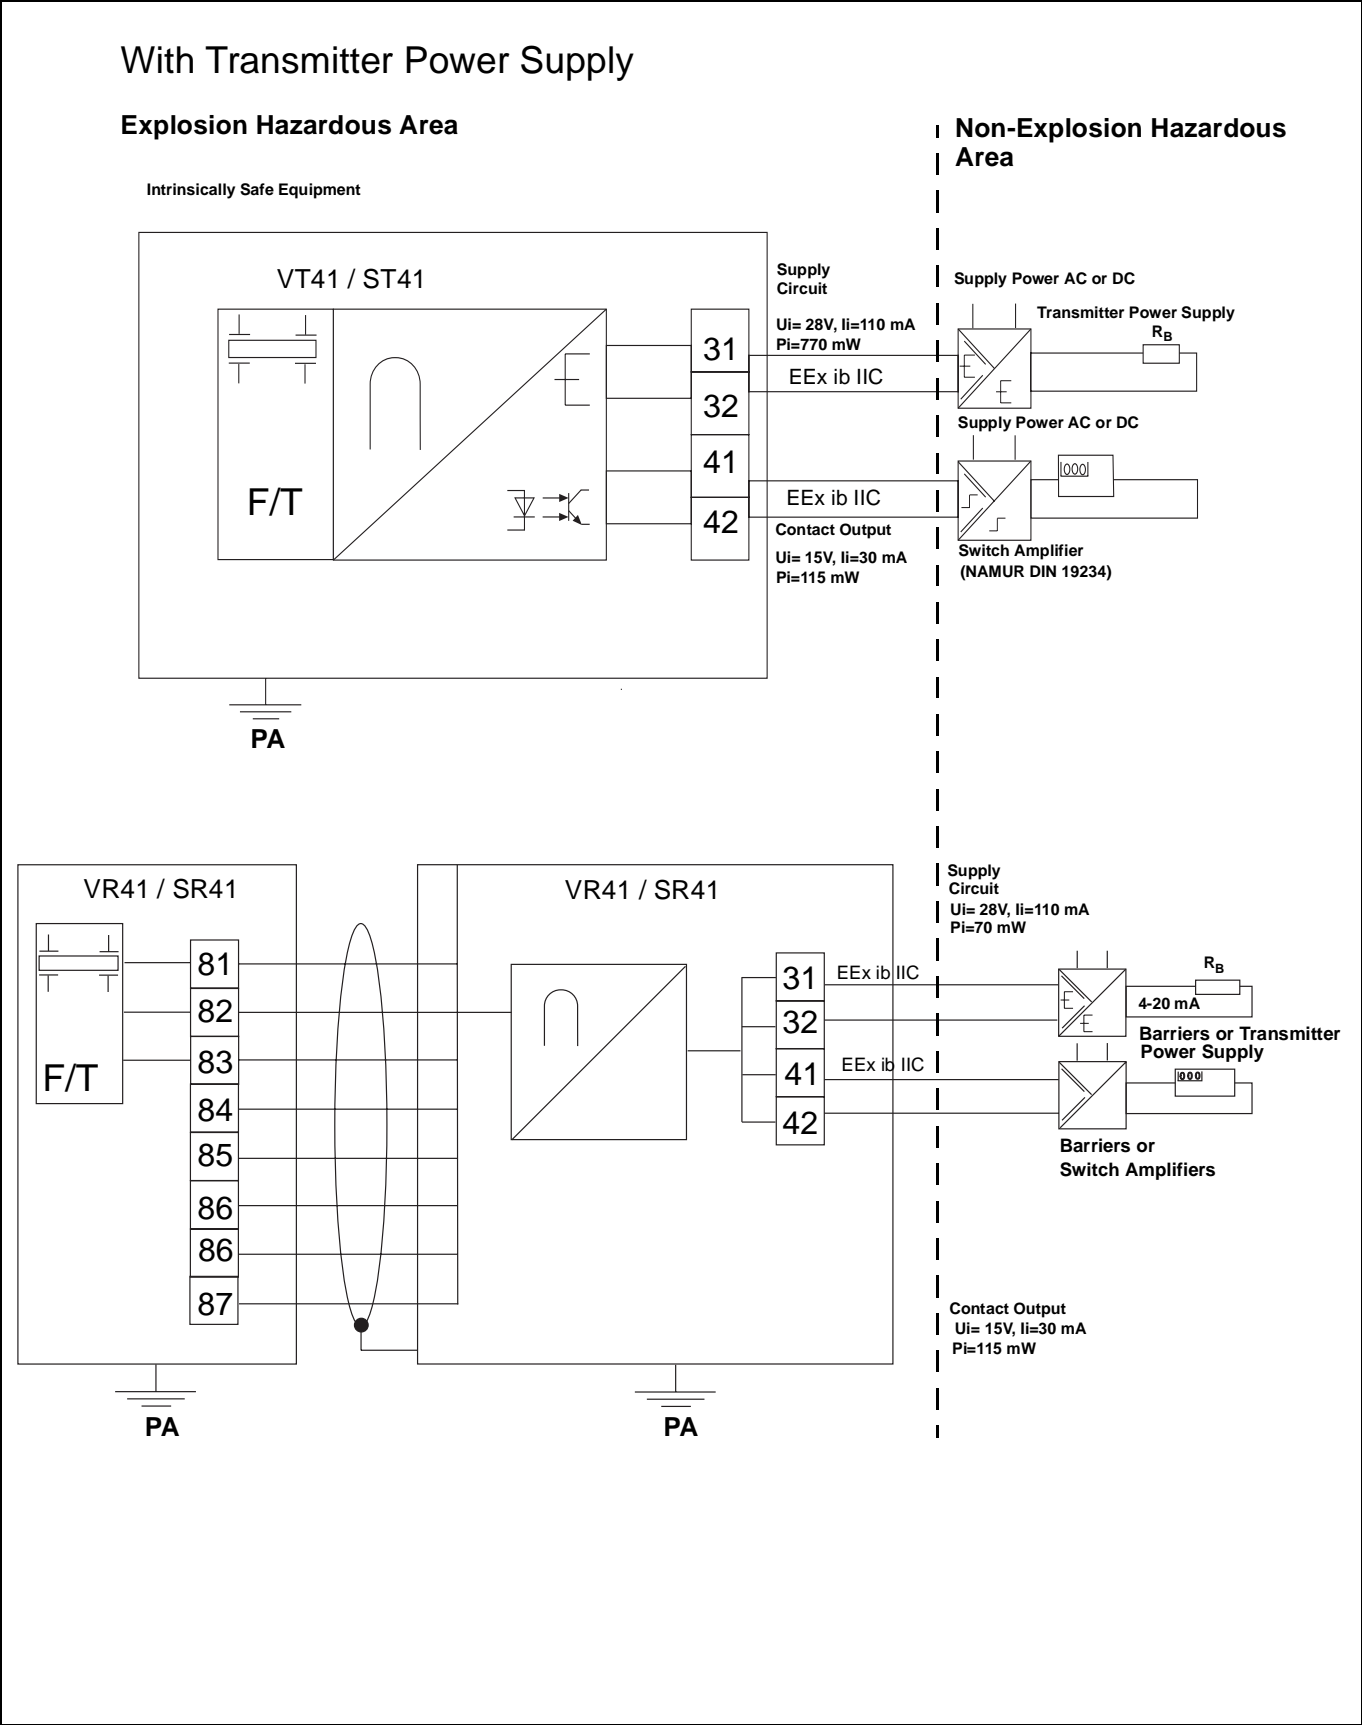 With Transmitter Power Supply
Explosion Hazardous Area
Non-Explosion Hazardous
Area
Intrinsically Safe Equipment
VT41 / ST41
F/T
31
32
41
42
Supply
Circuit
Ui= 28V, Ii=110 mA
Pi=770 mW
EEx ib IIC
EEx ib IIC
Contact Output
Ui= 15V, Ii=30 mA
Pi=115 mW
Supply Power AC or DC
Transmitter Power Supply
RB
Supply Power AC or DC
000
Switch Amplifier
(NAMUR DIN 19234)
PA
VR41 / SR41
F/T
81
82
83
84
85
86
86
87
PA
VR41 / SR41
31
32
41
42
EEx ib IIC
EEx ib IIC
PA
Supply
Circuit
Ui= 28V, Ii=110 mA
Pi=70 mW
RB
4-20 mA
Barriers or Transmitter
Power Supply
000
Barriers or
Switch Amplifiers
Contact Output
Ui= 15V, Ii=30 mA
Pi=115 mW